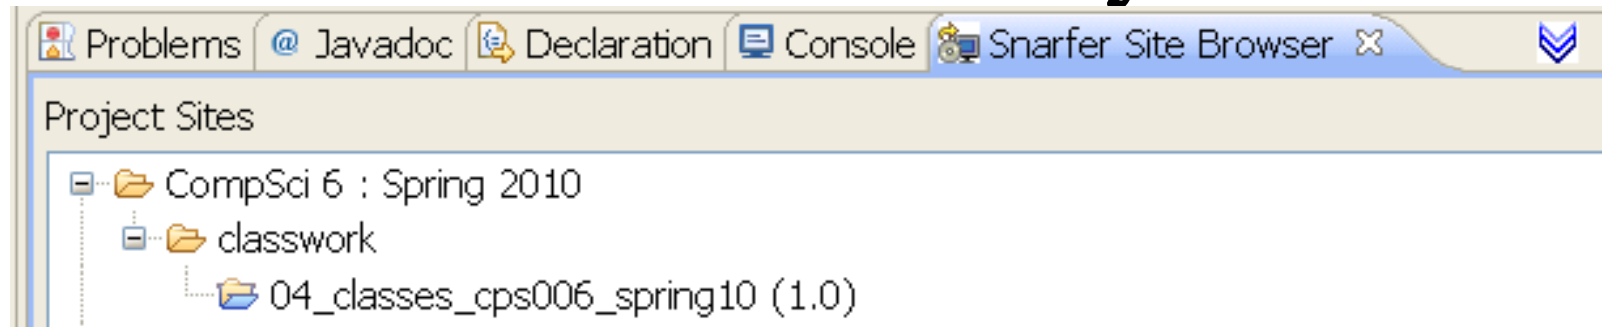 Problems @ Javadoc Declaration Console Snarfer Site Browser
Project Sites
CompSci 6 : Spring 2010
classwork
04_classes_cps006_spring10 (1.0)